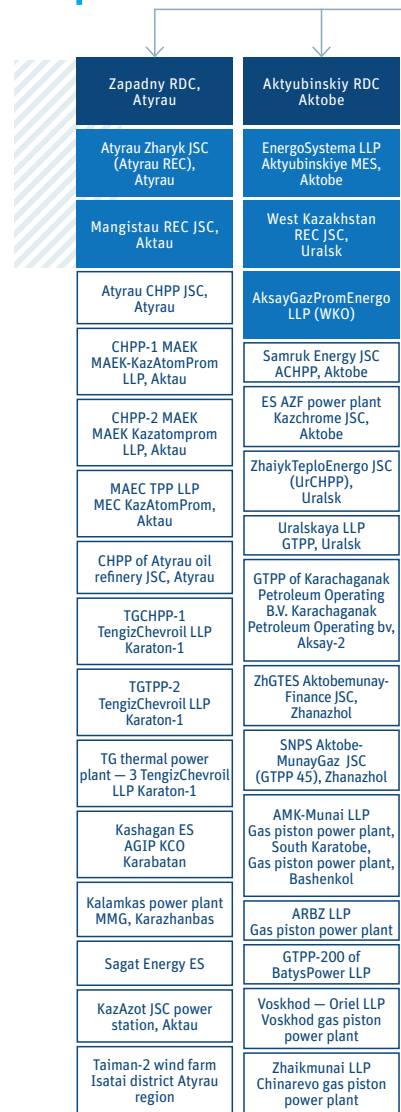 Zapadny RDC,
Atyrau
Atyrau Zharyk JSC
(Atyrau REC),
Atyrau
Mangistau REC JSC,
Aktau
Atyrau CHPP JSC,
Atyrau
CHPP-1 MAEK
MAEK-KazAtomProm
LLP, Aktau
CHPP-2 MAEK
MAEK Kazatomprom
LLP, Aktau
MAEC TPP LLP
MEC KazAtomProm,
Aktau
CHPP of Atyrau oil
refinery JSC, Atyrau
TGCHPP-1
TengizChevroil LLP
Karaton-1
TGTPP-2
TengizChevroil LLP
Karaton-1
TG thermal power
plant — 3 TengizChevroil
LLP Karaton-1
Kashagan ES
AGIP KCO
Karabatan
Kalamkas power plant
MMG, Karazhanbas
Sagat Energy ES
KazAzot JSC power
station, Aktau
Taiman-2 wind farm
Isatai district Atyrau
region
Aktyubinskiy RDC
Aktobe
EnergoSystema LLP
Aktyubinskiye MES,
Aktobe
West Kazakhstan
REC JSC,
Uralsk
AksayGazPromEnergo
LLP (WKO)
Samruk Energy JSC
ACHPP, Aktobe
ES AZF power plant
Kazchrome JSC,
Aktobe
ZhaiykTeploEnergo JSC
(UrCHPP),
Uralsk
Uralskaya LLP
GTPP, Uralsk
GTPP of Karachaganak
Petroleum Operating
B.V. Karachaganak
Petroleum Operating bv,
Aksay-2
ZhGTES Aktobemunay-
Finance JSC,
Zhanazhol
SNPS Aktobe-
MunayGaz JSC
(GTPP 45), Zhanazhol
AMK-Munai LLP
Gas piston power plant,
South Karatobe,
Gas piston power plant,
Bashenkol
ARBZ LLP
Gas piston power plant
GTPP-200 of
BatysPower LLP
Voskhod — Oriel LLP
Voskhod gas piston
power plant
Zhaikmunai LLP
Chinarevo gas piston
power plant